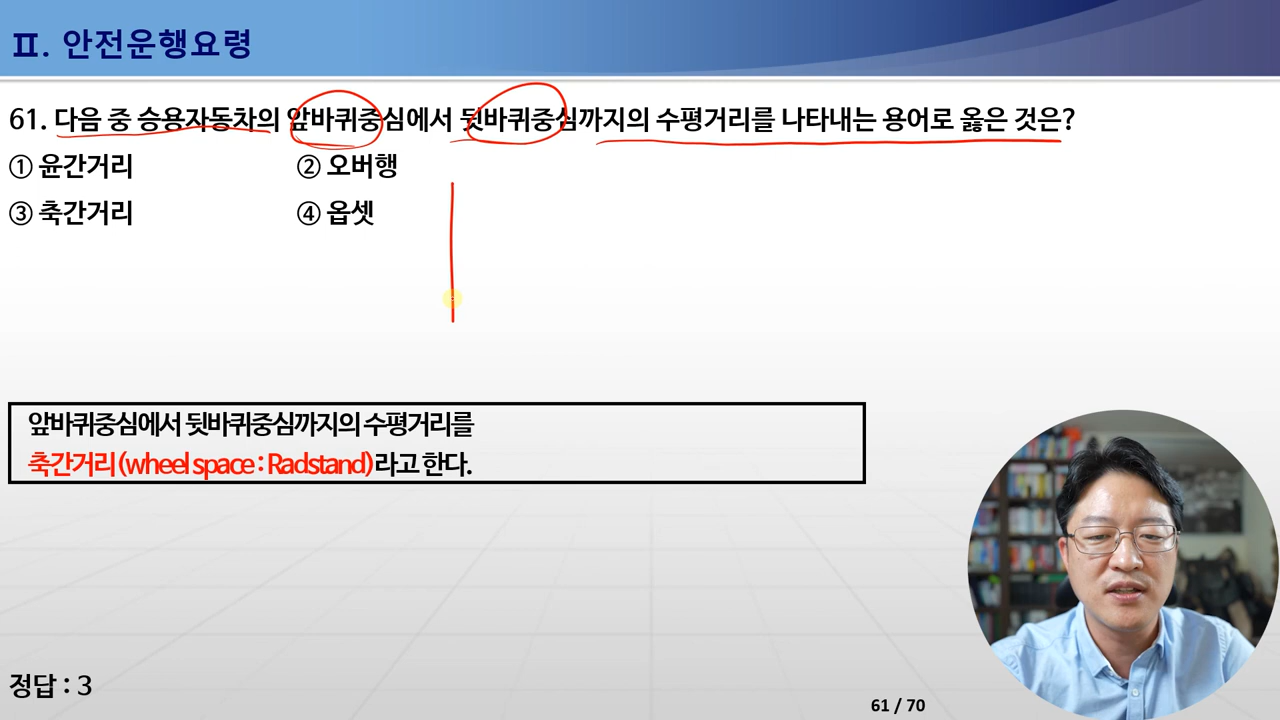 Ⅱ. 안전운행요령
61. 다음 중 승용자동차의 앞바퀴중심에서 뒷바퀴중심까지의 수평거리를 나타내는 용어로 옳은 것은?
① 윤간거리 ② 오버행
③ 축간거리 ④ 옵셋
앞바퀴중심에서 뒷바퀴중심까지의 수평거리를
축간거리(wheel space : Radstand)라고 한다.
정답 : 3
61 / 70